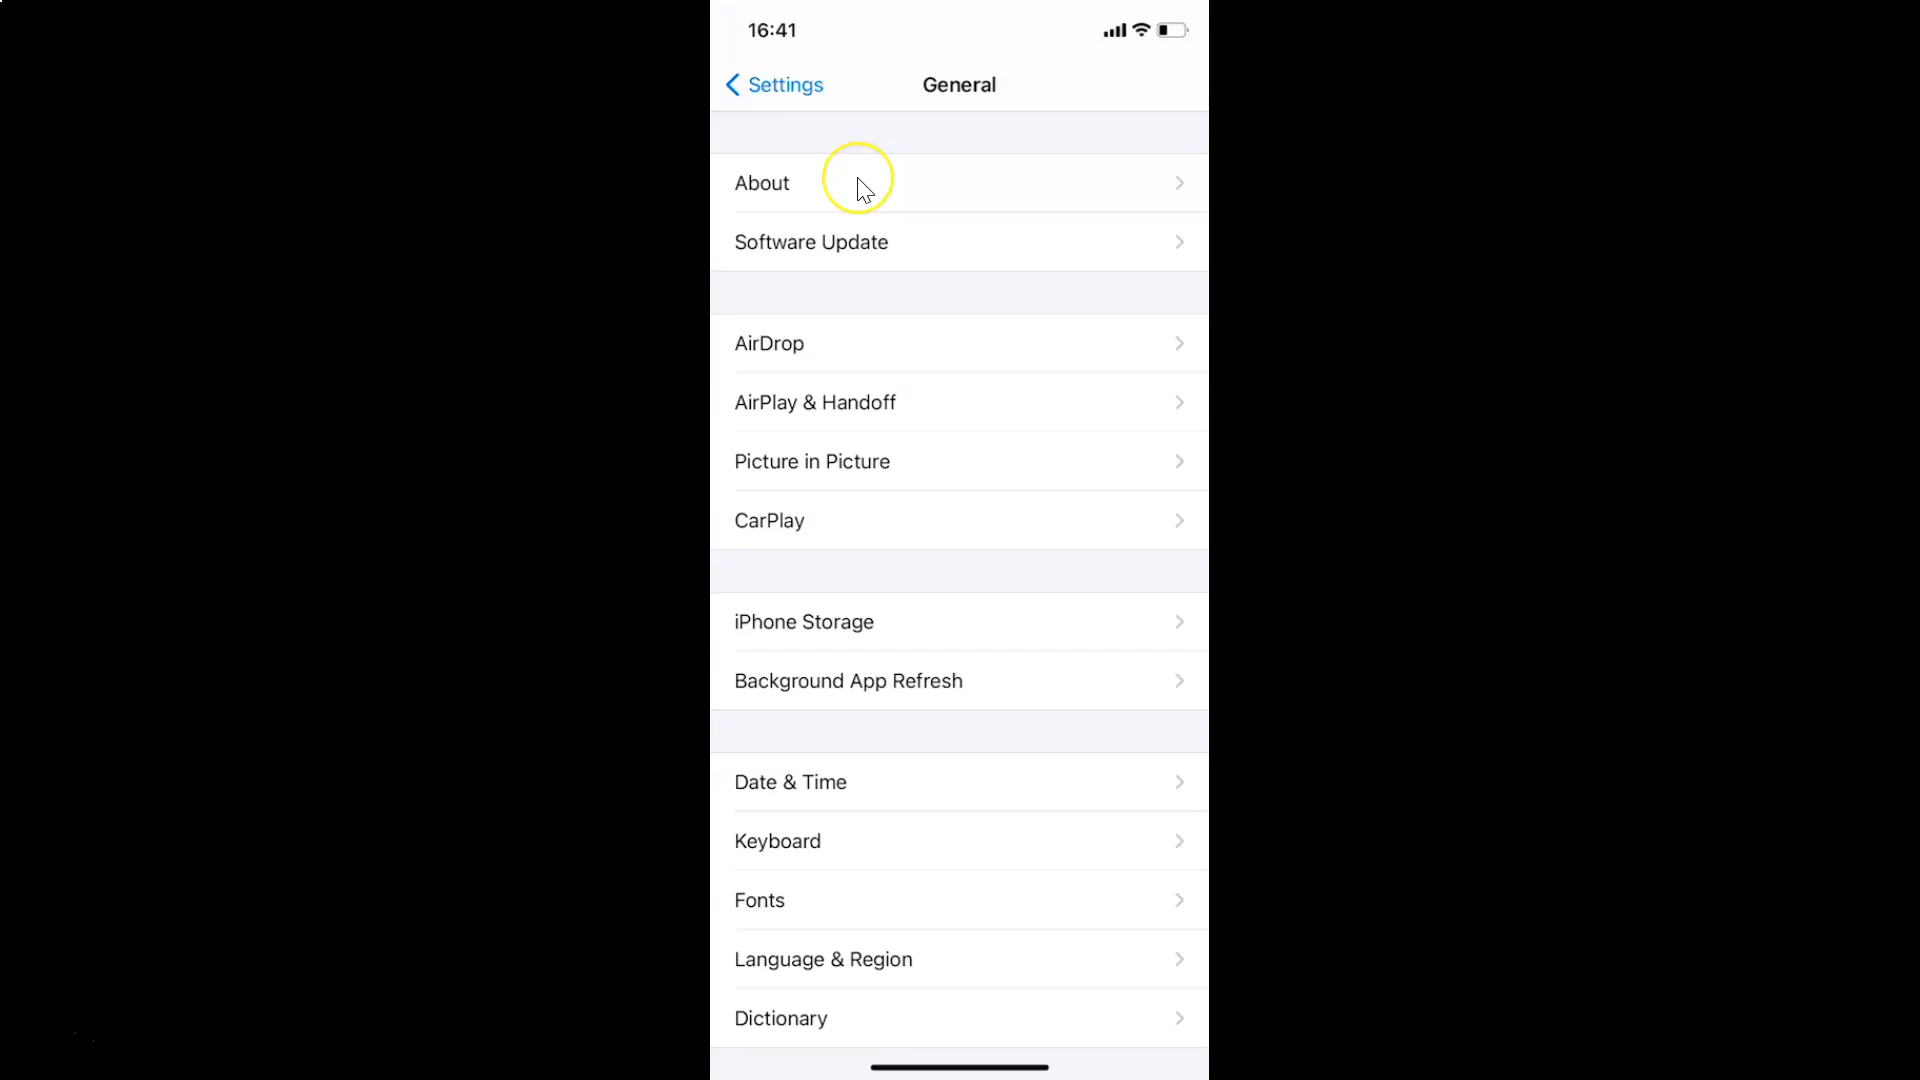 16:41
Settings
General
About
Software Update
AirDrop
AirPlay & Handoff
Picture in Picture
CarPlay
iPhone Storage
Background App Refresh
Date & Time
Keyboard
Fonts
Language & Region
Dictionary